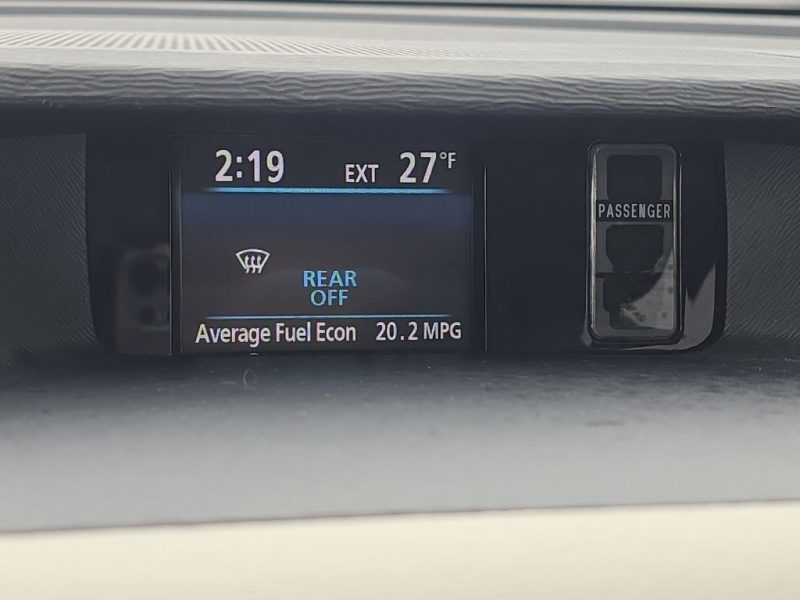 2:19 EXT 27°F
PASSENGER
REAR
OFF
Average Fuel Econ 20.2 MPG